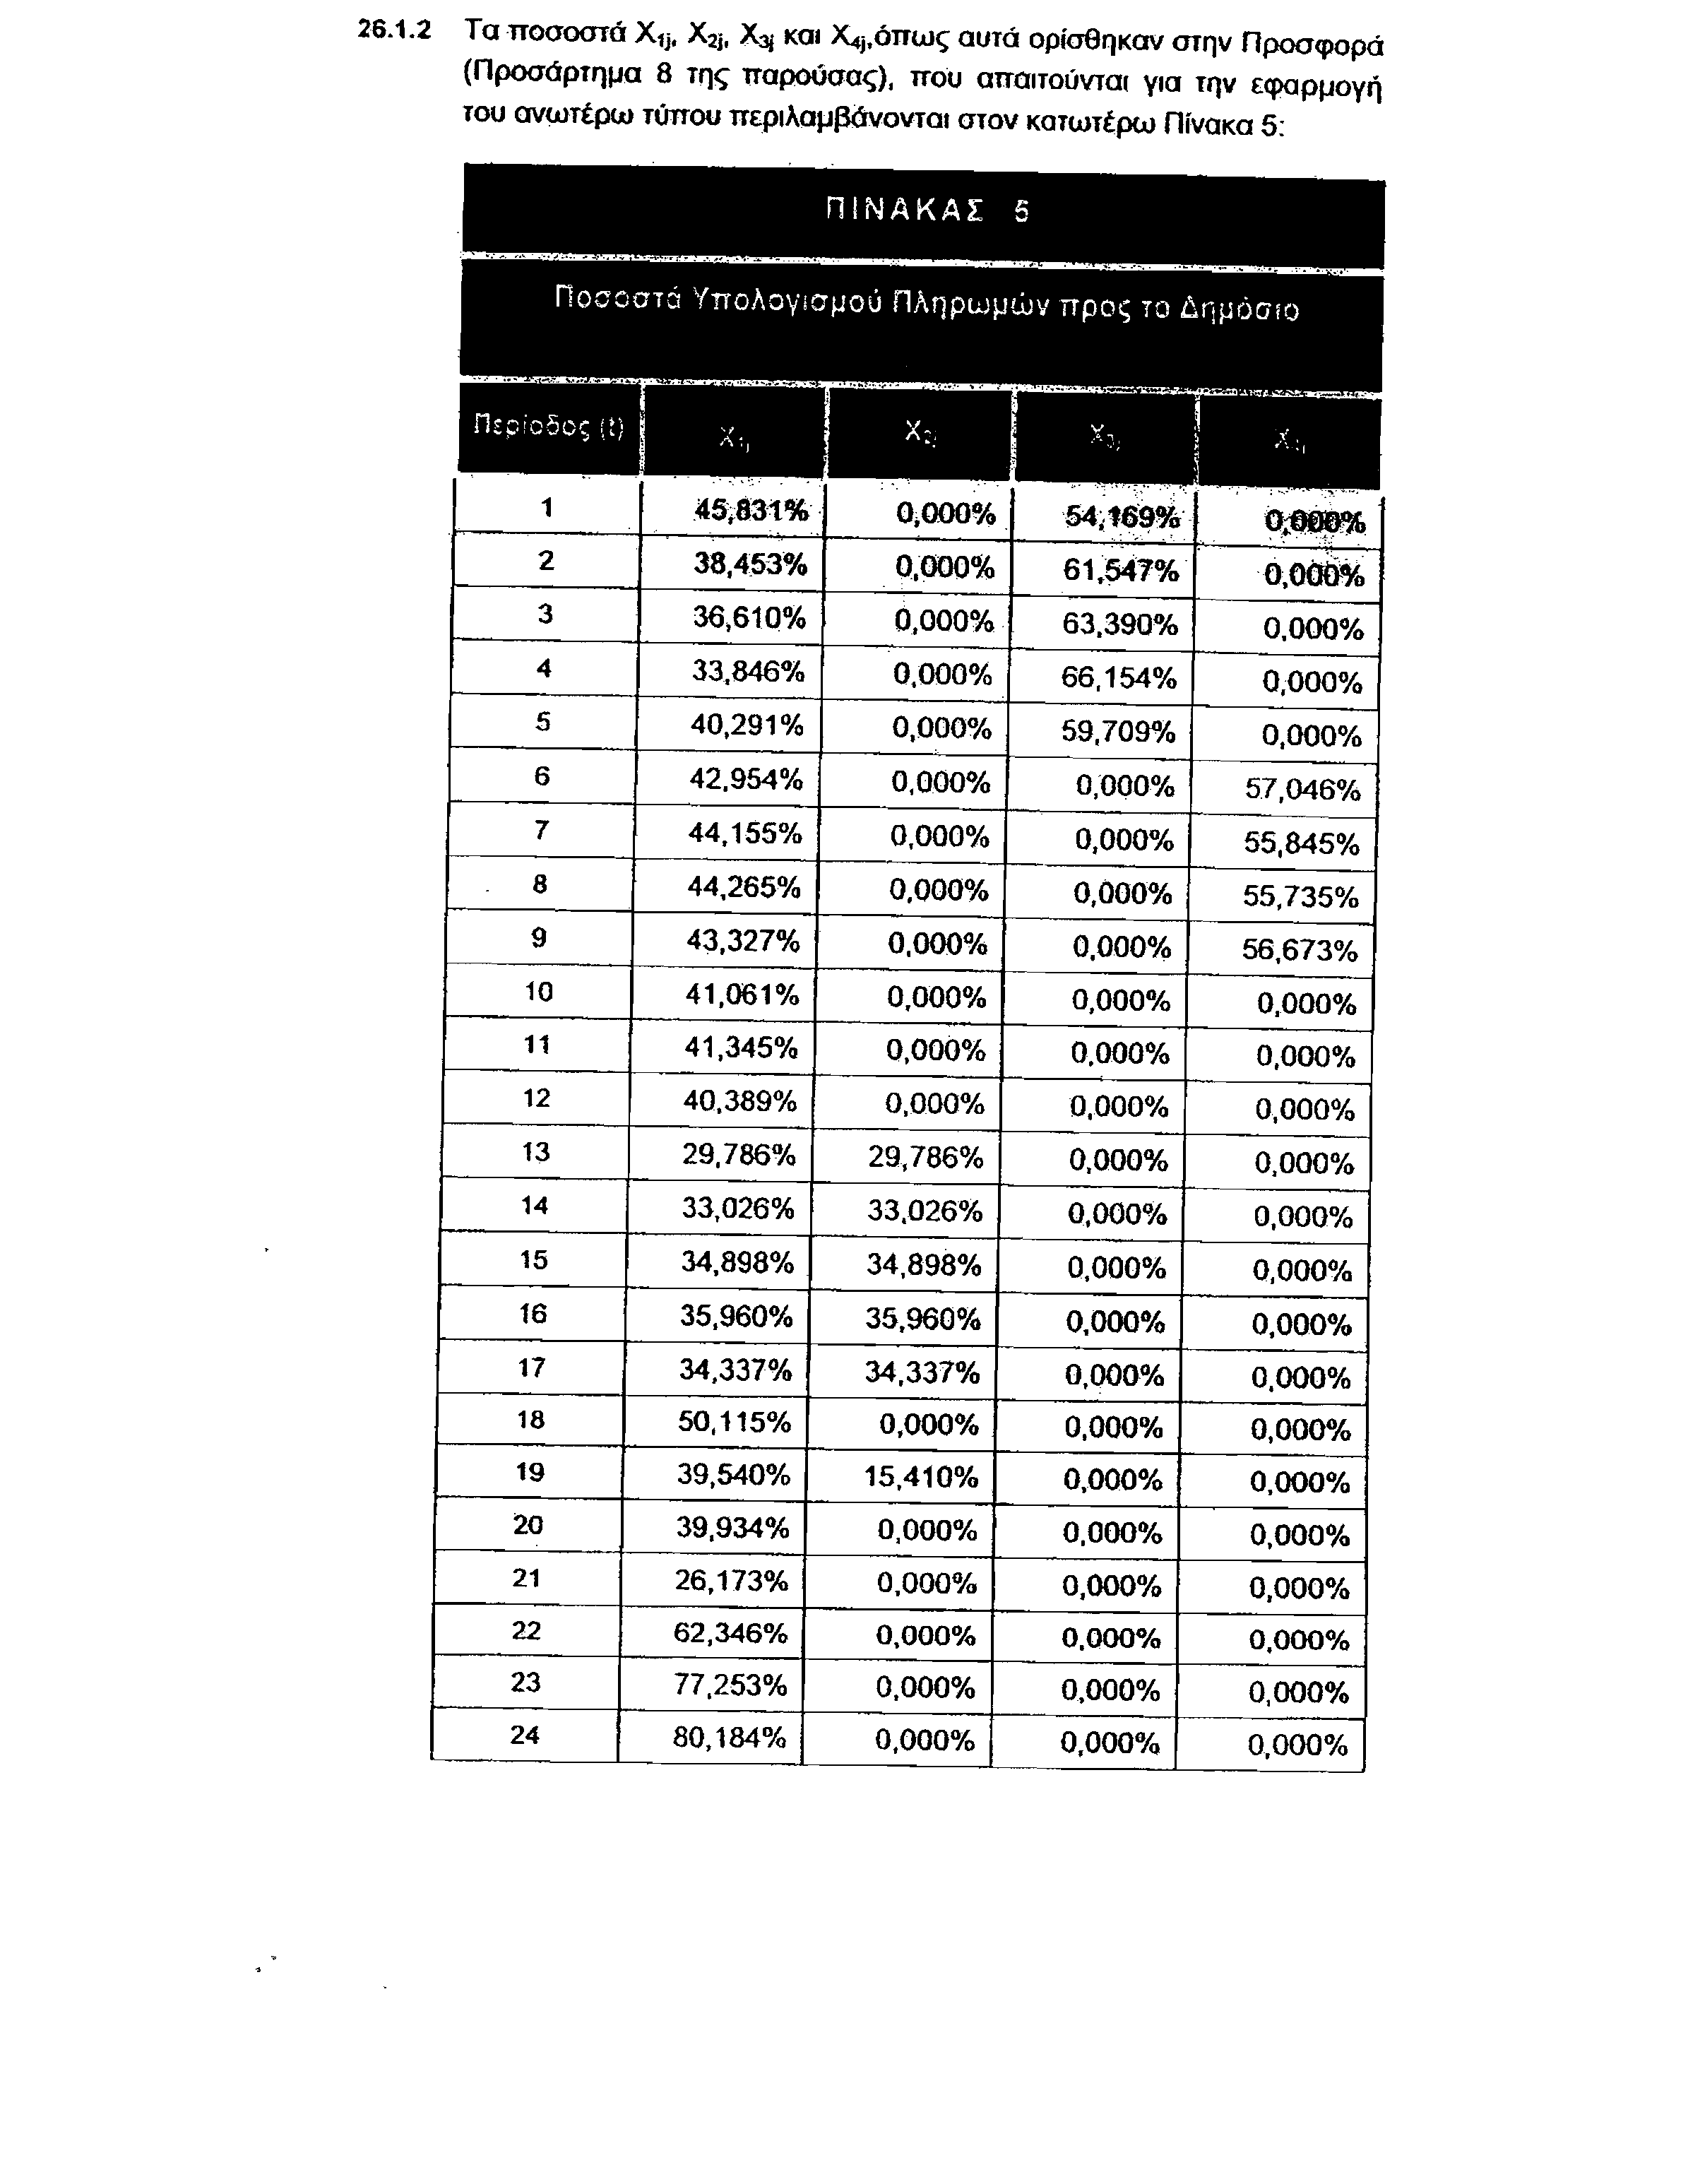 26.1.2 Τα ποσοστά X1j, X2j, X3j και X4j,όπως αυτά ορίσθηκαν στην Προσφορά
(Προσάρτημα 8 της παρούσας), που απαιτούνται για την εφαρμογή
του ανωτέρω τύπου περιλαμβάνονται στον κατωτέρω Πίνακα 5:
ΠΙΝΑΚΑΣ 5
Ποσοστά Υπολογισμού Πληρωμών προς το Δημόσιο
Περίοδος (t) X1j X2j X3j X4j
1 45,831% 0,000% 54,169% 0,000%
2 38,453% 0,000% 61,547% 0,000%
3 36,610% 0,000% 63,390% 0,000%
4 33,846% 0,000% 66,154% 0,000%
5 40,291% 0,000% 59,709% 0,000%
6 42,954% 0,000% 0,000% 57,046%
7 44,155% 0,000% 0,000% 55,845%
8 44,265% 0,000% 0,000% 55,735%
9 43,327% 0,000% 0,000% 56,673%
10 41,061% 0,000% 0,000% 0,000%
11 41,345% 0,000% 0,000% 0,000%
12 40,389% 0,000% 0,000% 0,000%
13 29,786% 29,786% 0,000% 0,000%
14 33,026% 33,026% 0,000% 0,000%
15 34,898% 34,898% 0,000% 0,000%
16 35,960% 35,960% 0,000% 0,000%
17 34,337% 34,337% 0,000% 0,000%
18 50,115% 0,000% 0,000% 0,000%
19 39,540% 15,410% 0,000% 0,000%
20 39,934% 0,000% 0,000% 0,000%
21 26,173% 0,000% 0,000% 0,000%
22 62,346% 0,000% 0,000% 0,000%
23 77,253% 0,000% 0,000% 0,000%
24 80,184% 0,000% 0,000% 0,000%